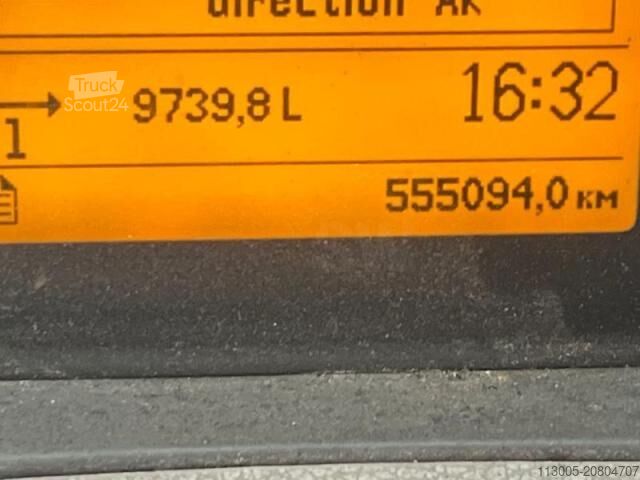 direction AK
Truck
Scout24
9739,8 L
16:32
1
555094,0 км
113005-20804707